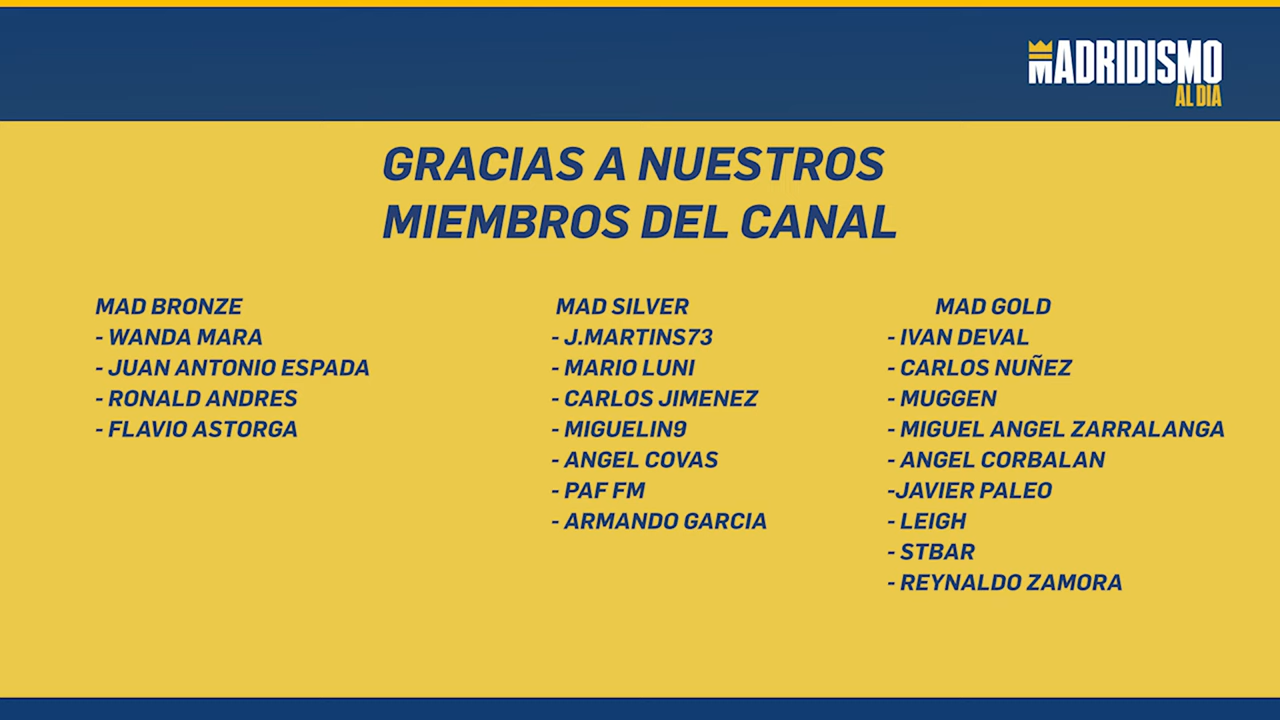 MADRIDISMO
AL DIA
GRACIAS A NUESTROS
MIEMBROS DEL CANAL
MAD BRONZE
- WANDA MARA
- JUAN ANTONIO ESPADA
- RONALD ANDRES
- FLAVIO ASTORGA
MAD SILVER
- J.MARTINS73
- MARIO LUNI
- CARLOS JIMENEZ
- MIGUELIN9
- ANGEL COVAS
- PAF FM
- ARMANDO GARCIA
MAD GOLD
- IVAN DEVAL
- CARLOS NUÑEZ
- MUGGEN
- MIGUEL ANGEL ZARRALANGA
- ANGEL CORBALAN
-JAVIER PALEO
- LEIGH
- STBAR
- REYNALDO ZAMORA